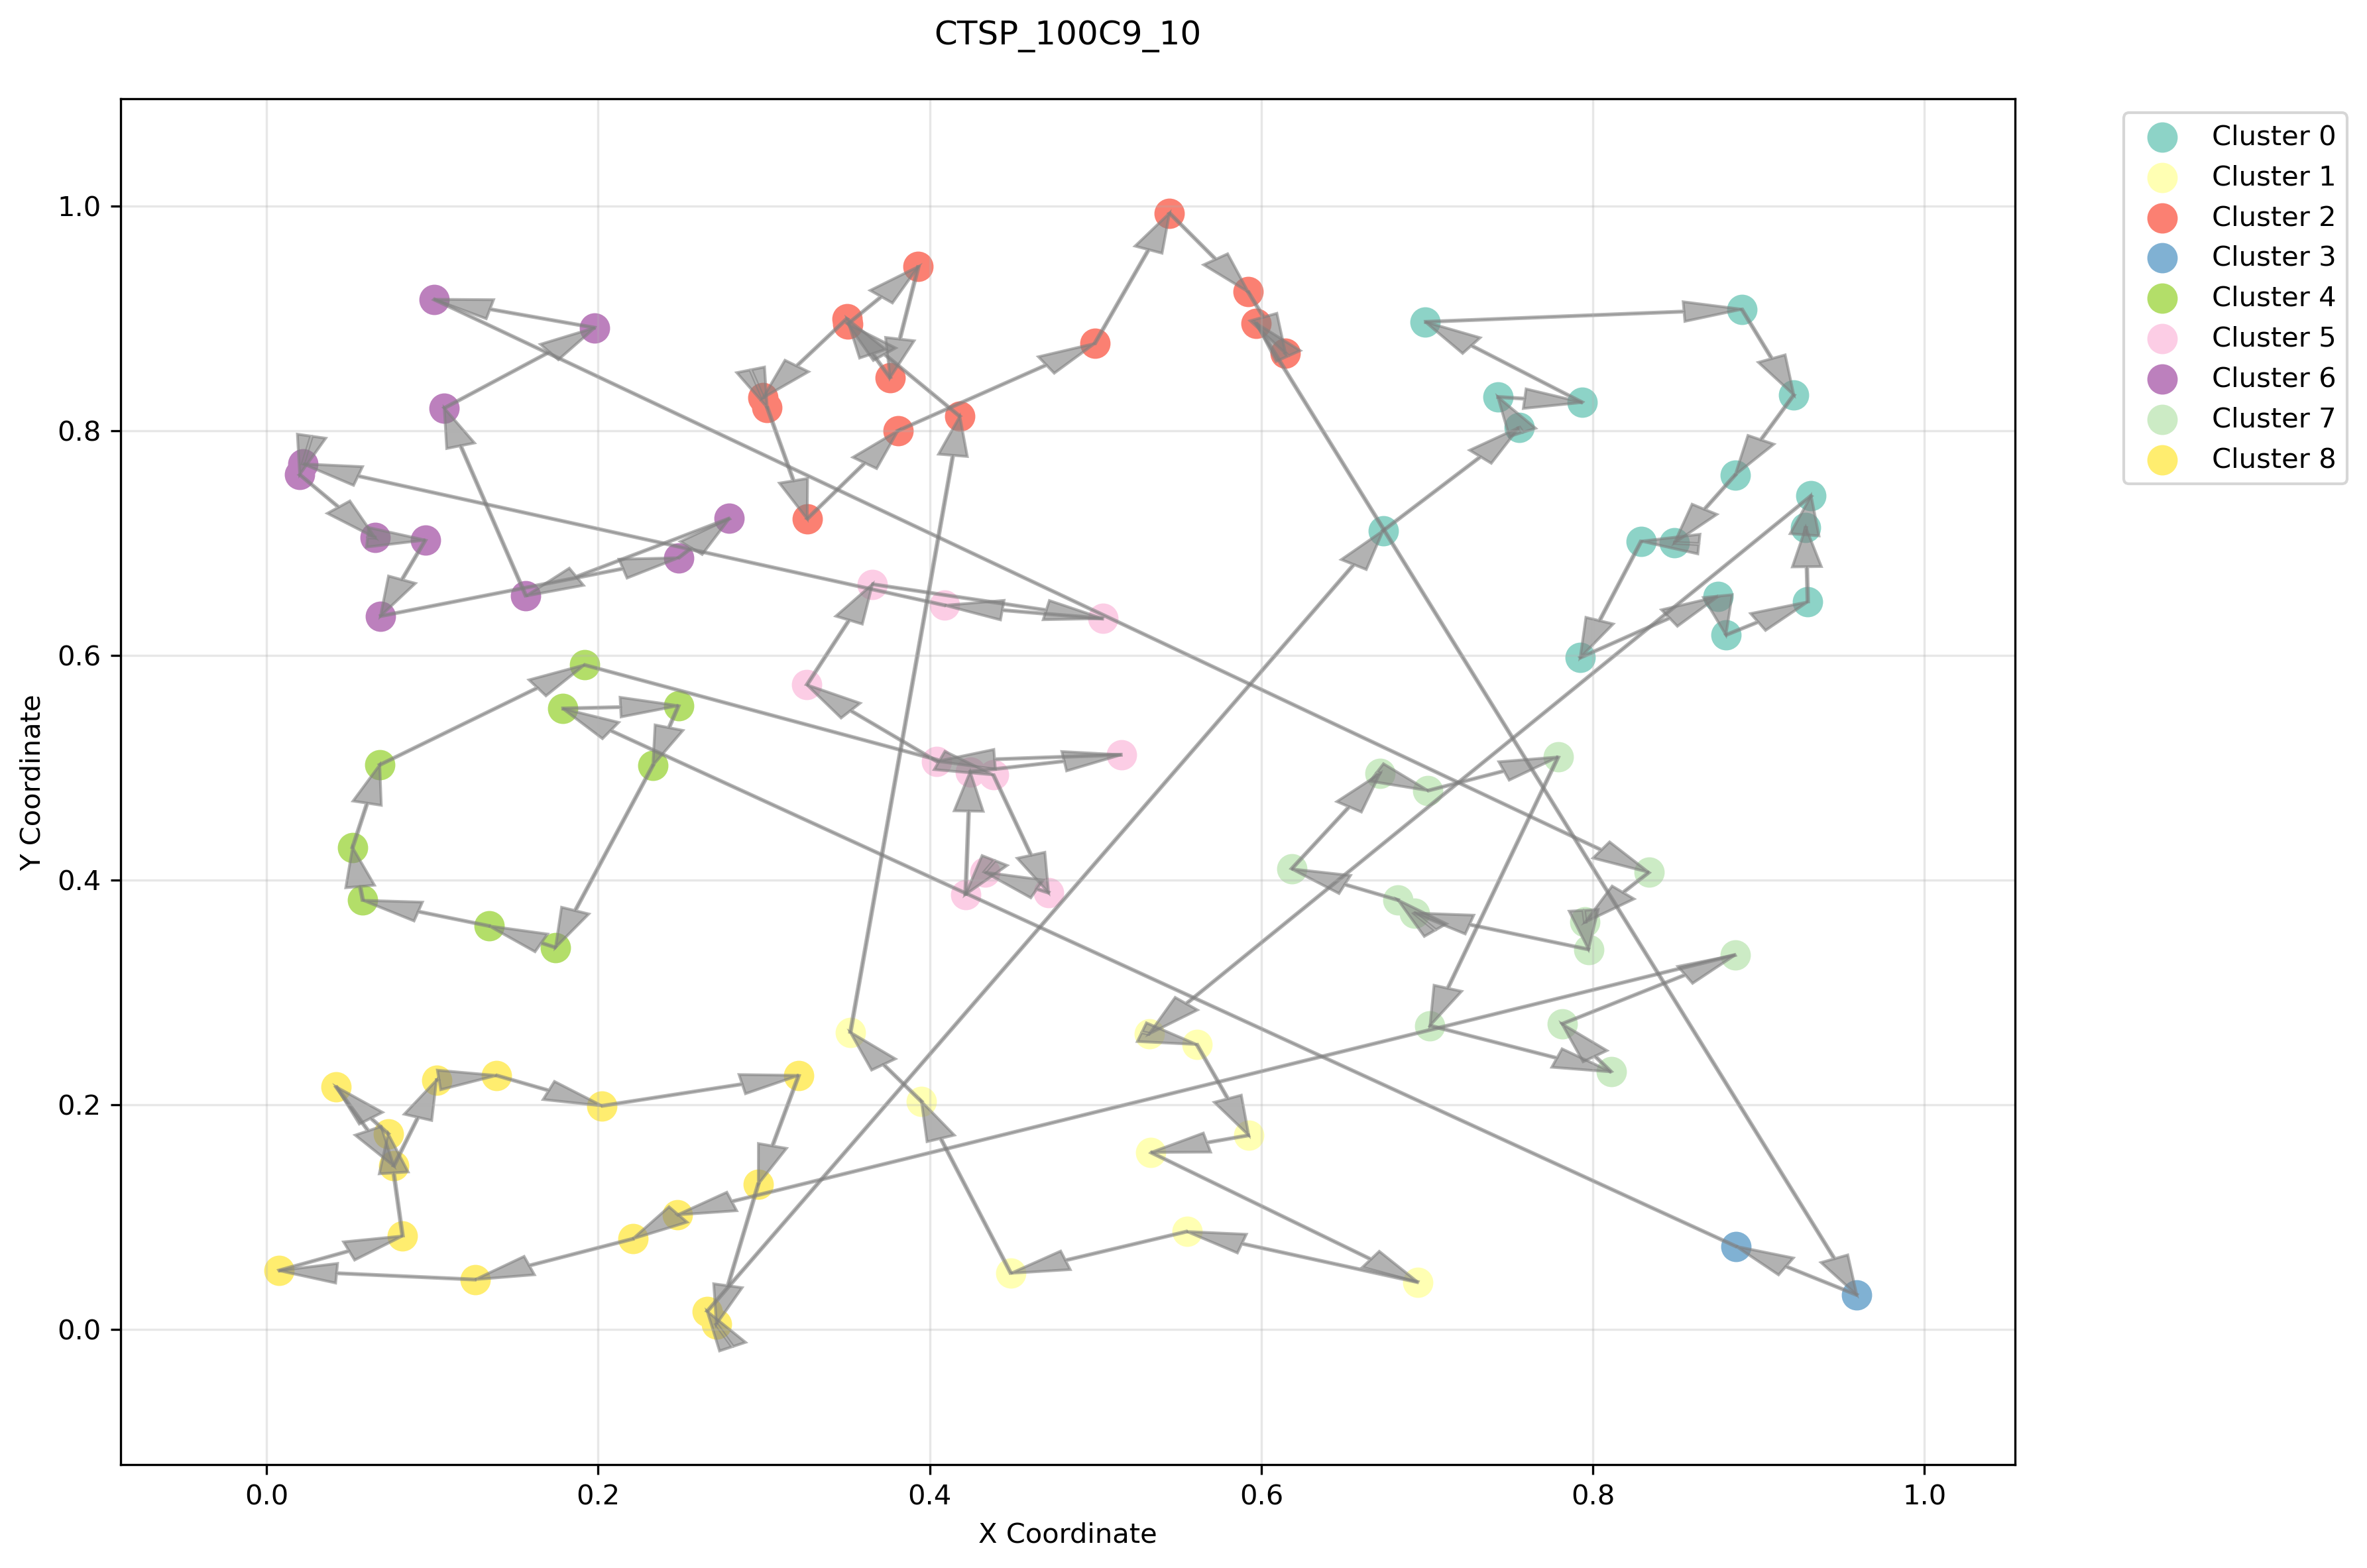 CTSP_100C9_10
Cluster 0
Cluster 1
Cluster 2
Cluster 3
Cluster 4
Cluster 5
Cluster 6
Cluster 7
Cluster 8
Y Coordinate
1.0
0.8
0.6
0.4
0.2
0.0
0.0 0.2 0.4 0.6 0.8 1.0
X Coordinate